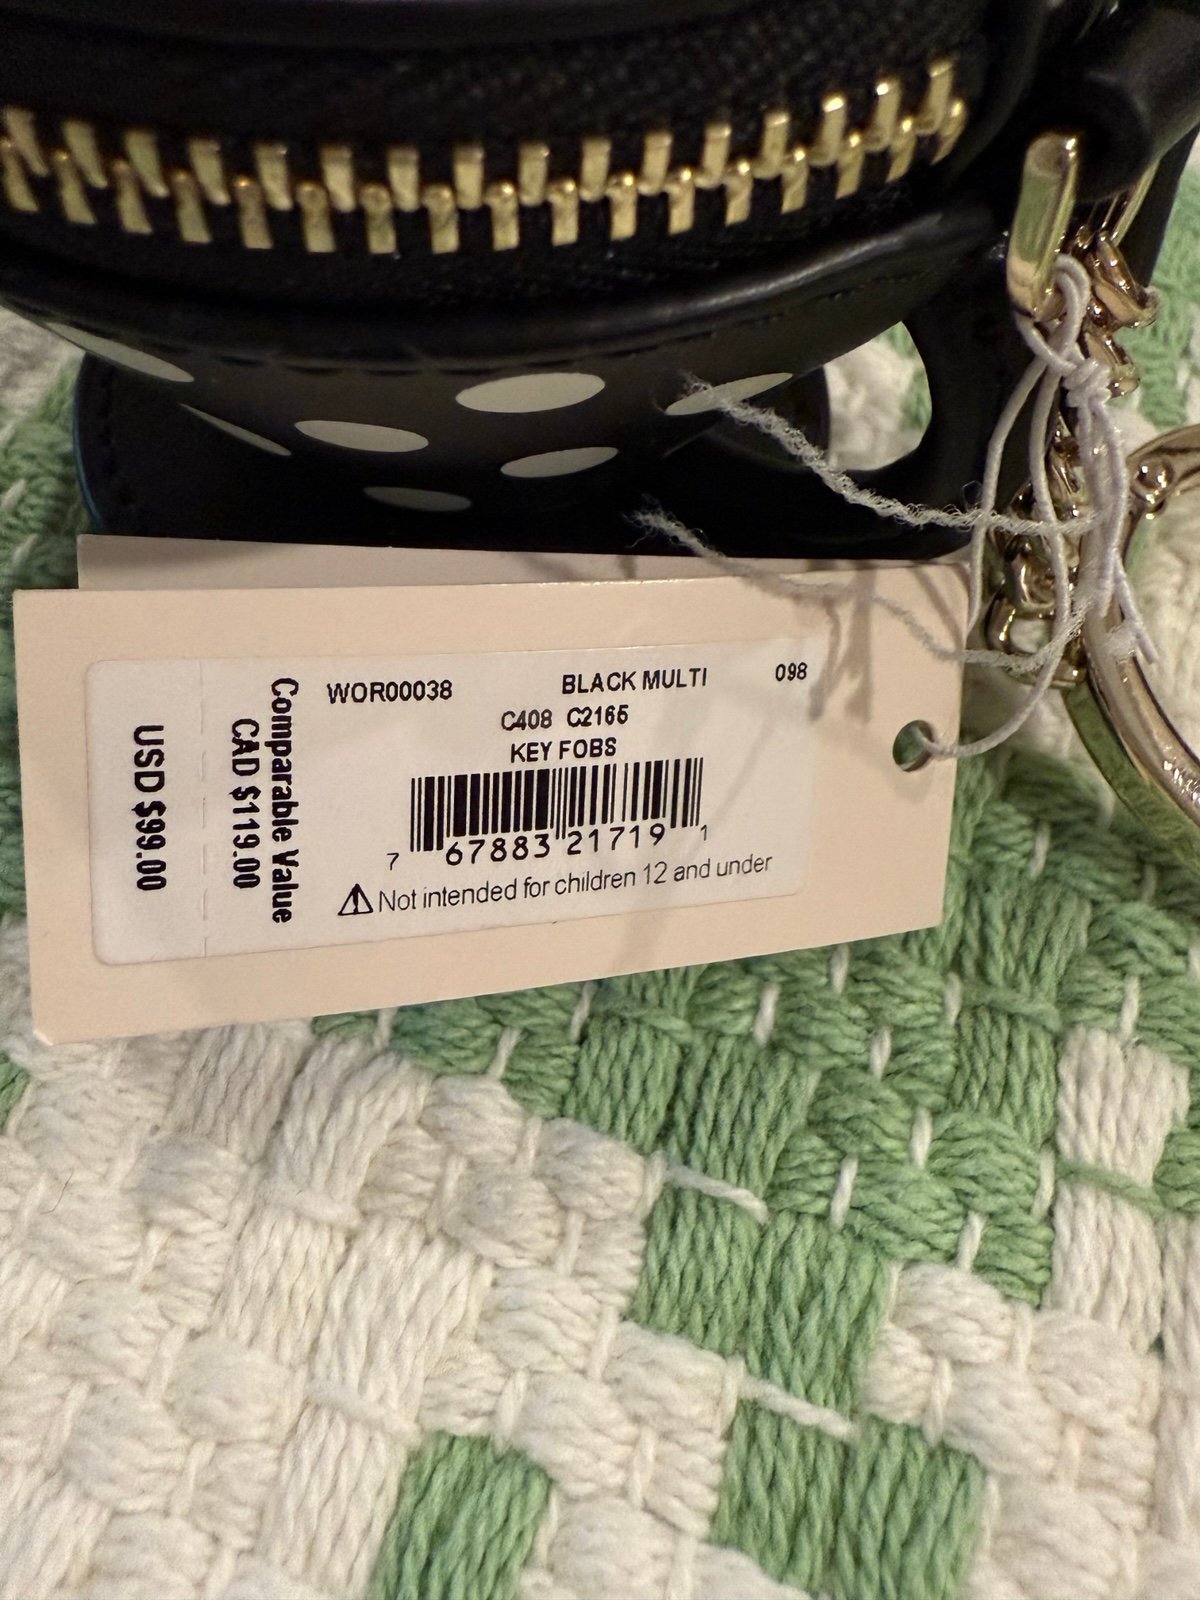 WOR00038 BLACK MULTI 098
C408 C2165
KEY FOBS
7 67883 21719 1
⚠ Not intended for children 12 and under
Comparable Value
CAD $119.00
USD $99.00